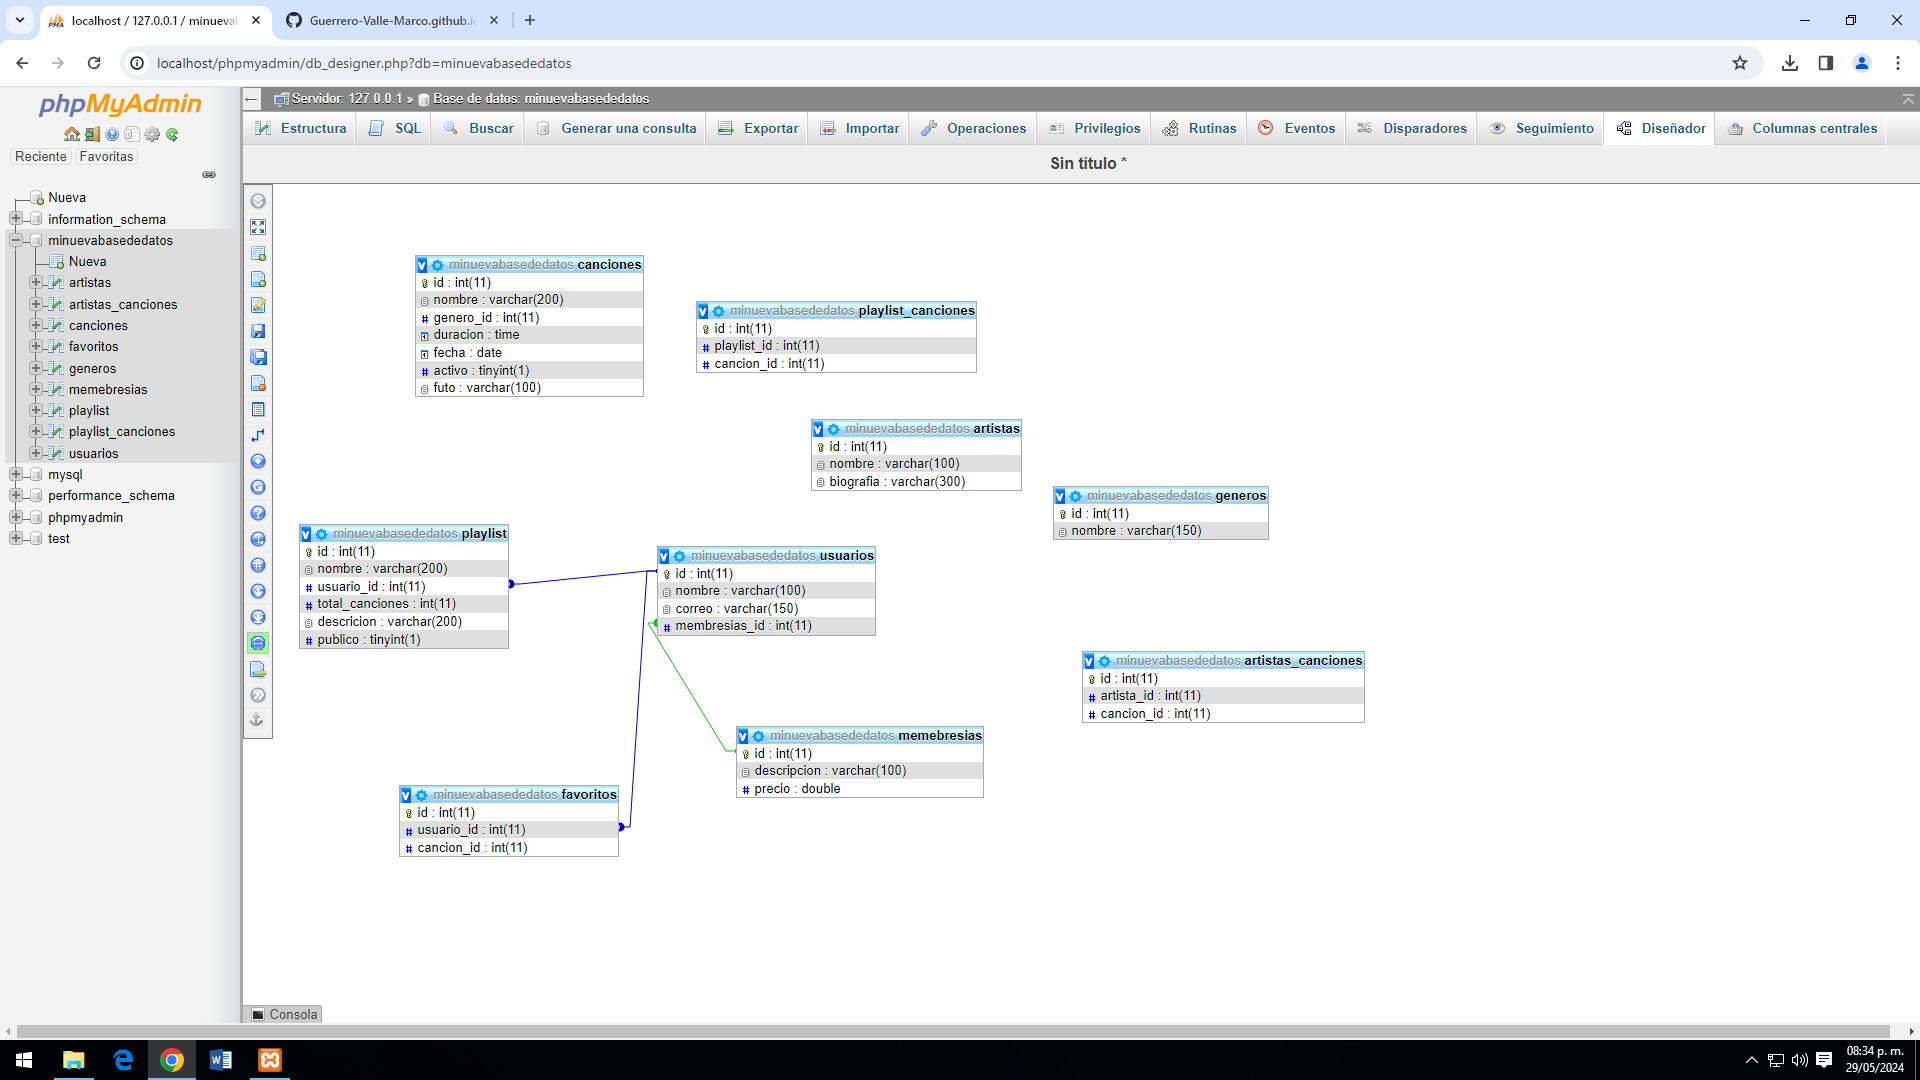 localhost / 127.0.0.1 / minueval
Guerrero-Valle-Marco.github.i
localhost/phpmyadmin/db_designer.php?db=minuevabasededatos
phpMyAdmin
Reciente
Favoritas
Nueva
information_schema
minuevabasededatos
Nueva
artistas
artistas_canciones
canciones
favoritos
generos
memebresias
playlist
playlist_canciones
usuarios
mysql
performance_schema
phpmyadmin
test
Servidor: 127.0.0.1 » Base de datos: minuevabasededatos
Estructura
SQL
Buscar
Generar una consulta
Exportar
Importar
Operaciones
Privilegios
Rutinas
Eventos
Disparadores
Seguimiento
Diseñador
Columnas centrales
Sin título *
minuevabasededatos canciones
id : int(11)
nombre : varchar(200)
genero_id : int(11)
duracion : time
fecha : date
activo : tinyint(1)
futo : varchar(100)
minuevabasededatos playlist_canciones
id : int(11)
playlist_id : int(11)
cancion_id : int(11)
minuevabasededatos artistas
id : int(11)
nombre : varchar(100)
biografia : varchar(300)
minuevabasededatos generos
id : int(11)
nombre : varchar(150)
minuevabasededatos playlist
id : int(11)
nombre : varchar(200)
usuario_id : int(11)
total_canciones : int(11)
descricion : varchar(200)
publico : tinyint(1)
minuevabasededatos usuarios
id : int(11)
nombre : varchar(100)
correo : varchar(150)
membresias_id : int(11)
minuevabasededatos artistas_canciones
id : int(11)
artista_id : int(11)
cancion_id : int(11)
minuevabasededatos memebresias
id : int(11)
descripcion : varchar(100)
precio : double
minuevabasededatos favoritos
id : int(11)
usuario_id : int(11)
cancion_id : int(11)
Consola
08:34 p. m.
29/05/2024